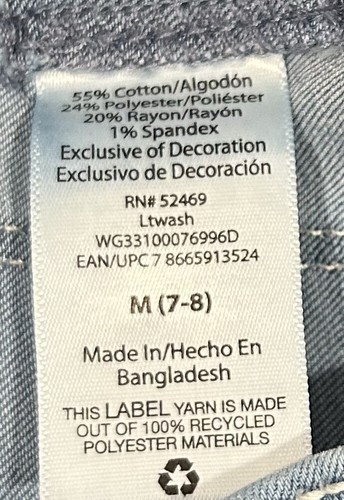 55% Cotton/Algodón
24% Polyester/Poliéster
20% Rayon/Rayón
1% Spandex
Exclusive of Decoration
Exclusivo de Decoración
RN# 52469
Ltwash
WG33100076996D
EAN/UPC 7 8665913524
M (7-8)
Made In/Hecho En
Bangladesh
THIS LABEL YARN IS MADE
OUT OF 100% RECYCLED
POLYESTER MATERIALS